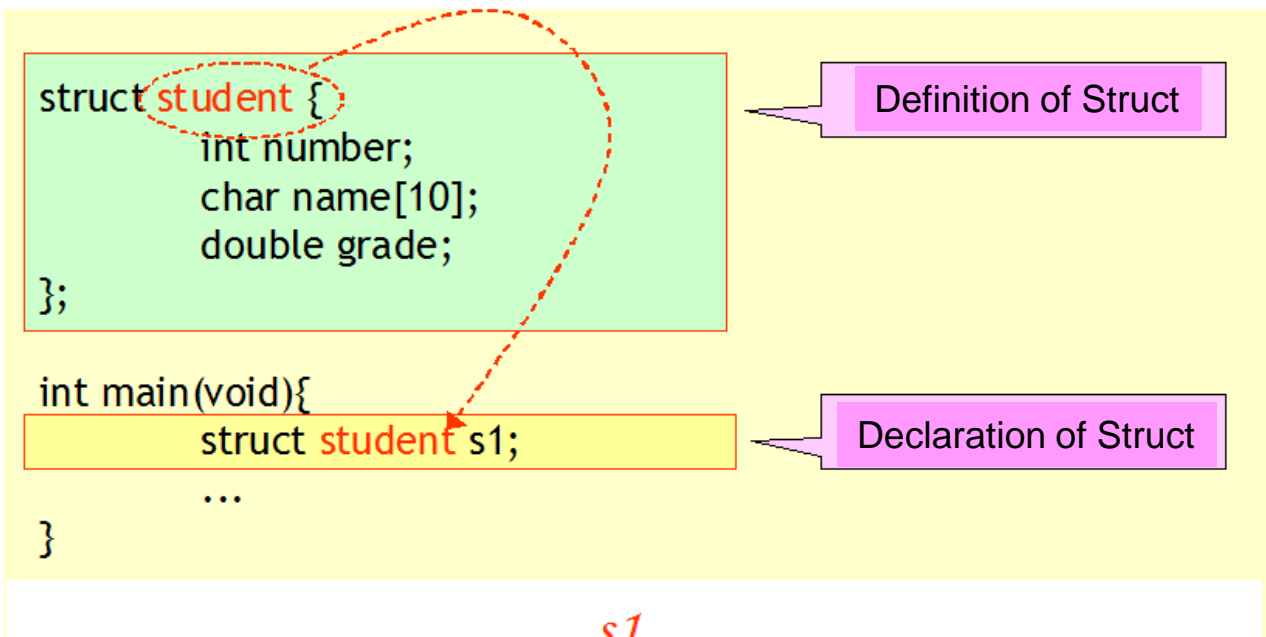 struct student {
int number;
char name[10];
double grade;
};
Definition of Struct
int main(void){
struct student s1;
...
}
Declaration of Struct
s1